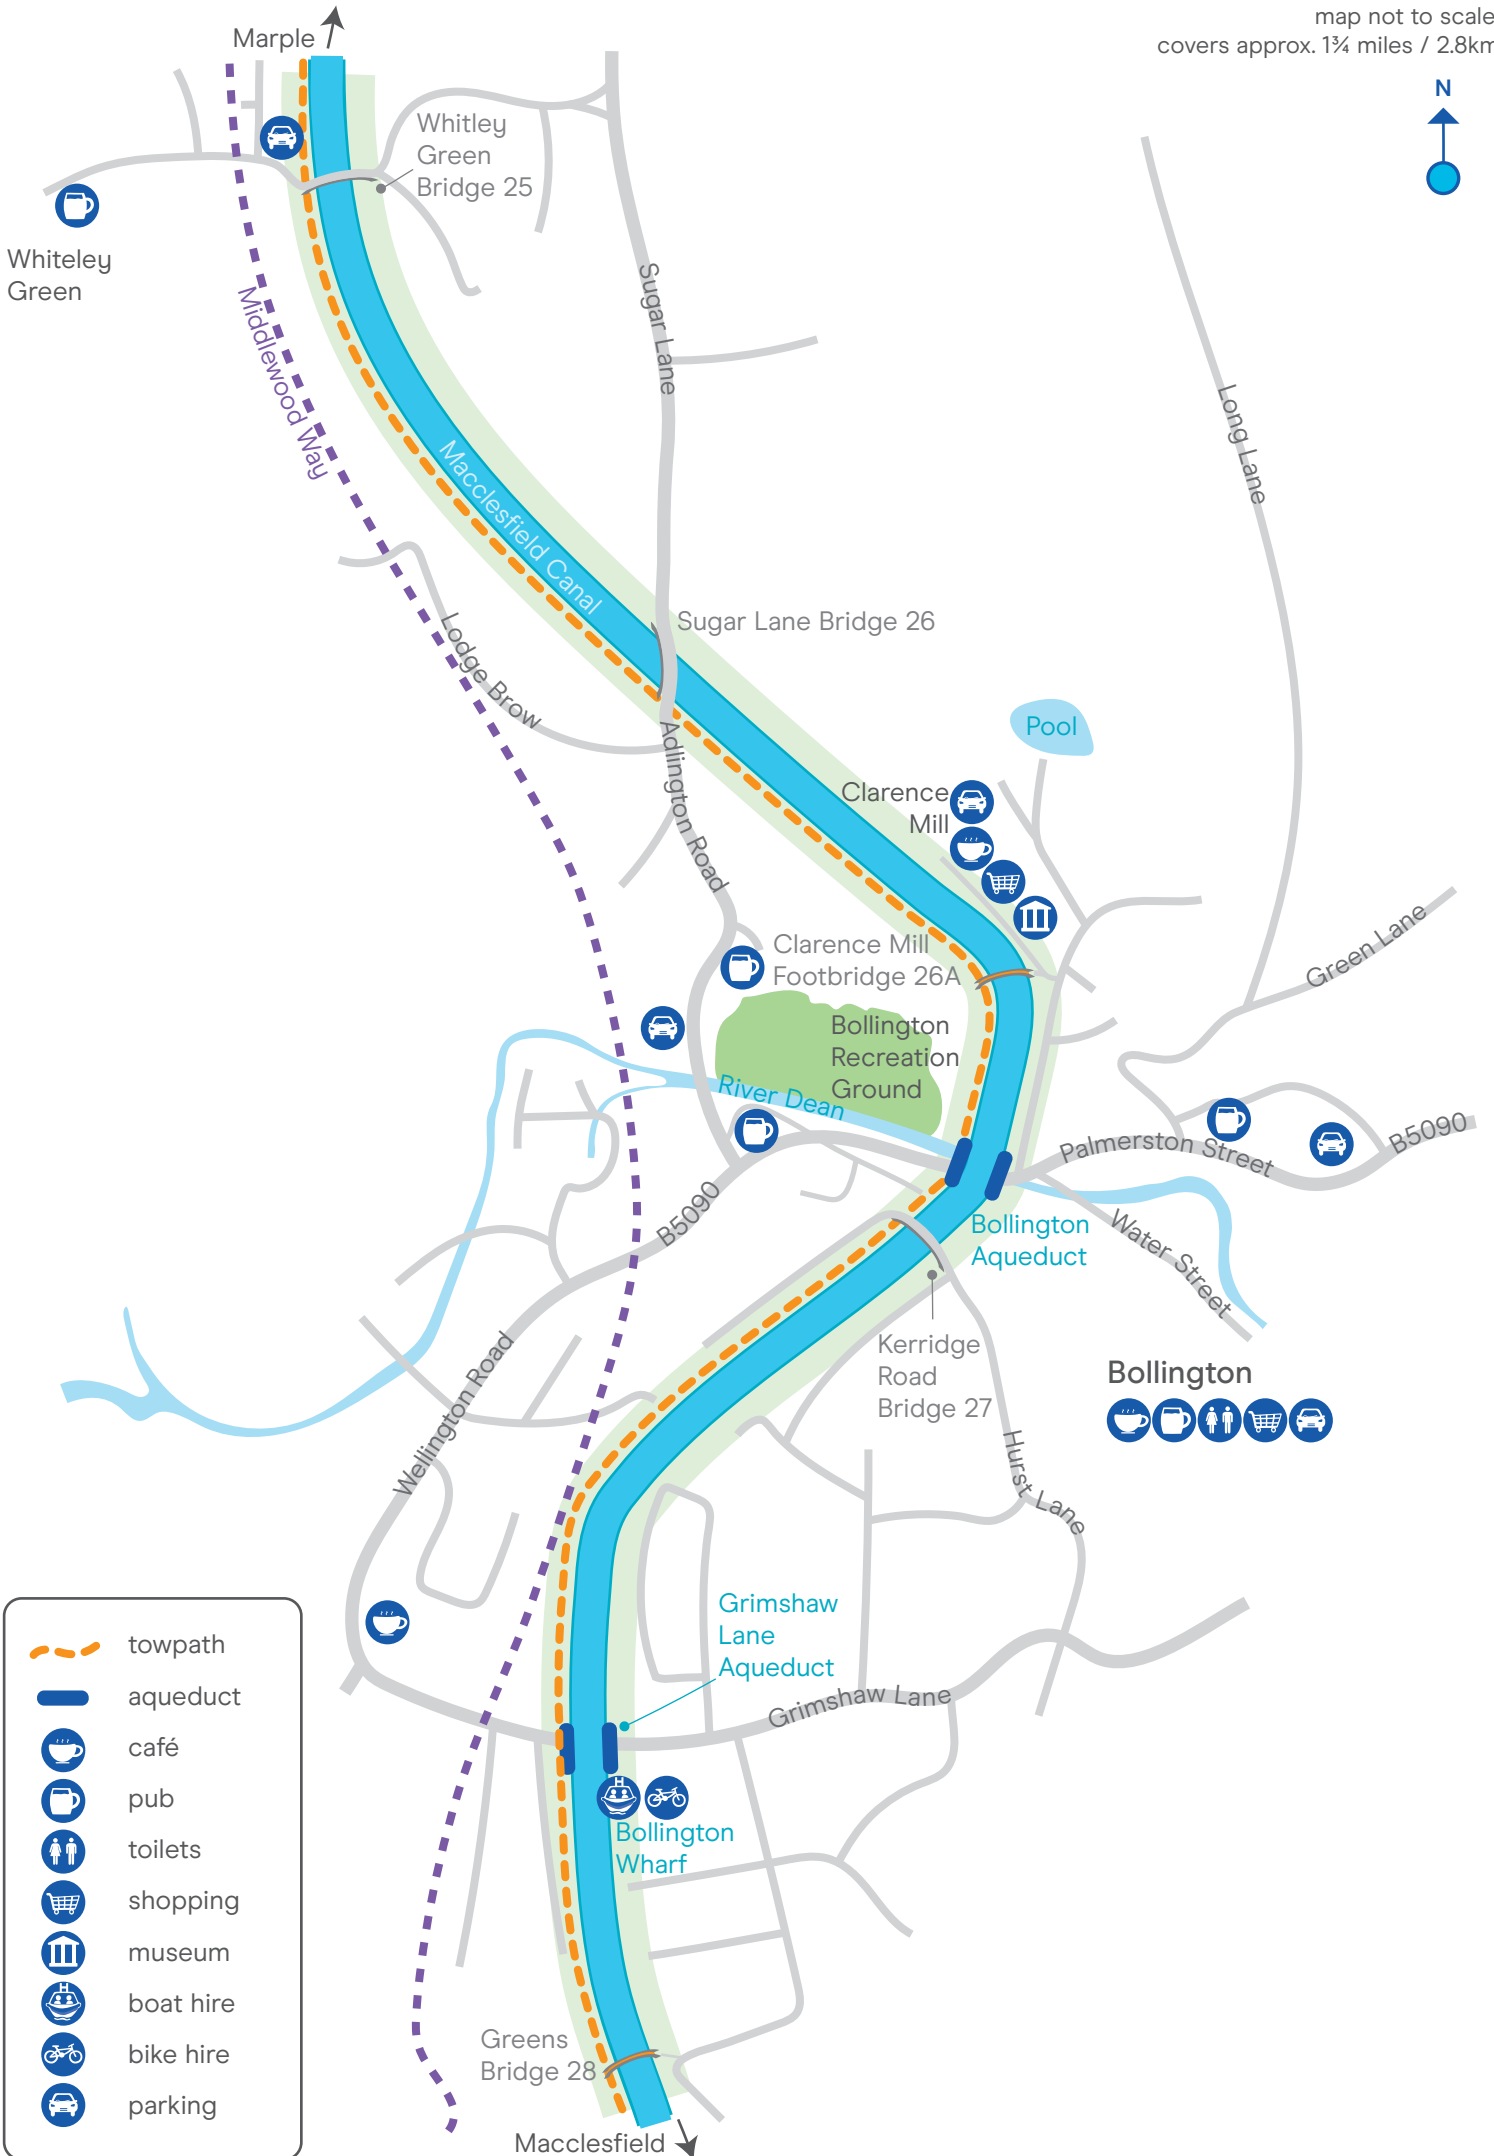 map not to scale
covers approx. 1¾ miles / 2.8km
N
Marple
Whitley
Green
Bridge 25
Whiteley
Green
Middlewood Way
Sugar Lane
Long Lane
Macclesfield Canal
Sugar Lane Bridge 26
Lodge Brow
Adlington Road
Pool
Clarence
Mill
Clarence Mill
Footbridge 26A
Green Lane
Bollington
Recreation
Ground
River Dean
Palmerston Street
B5090
B5090
Bollington
Aqueduct
Water Street
Kerridge
Road
Bridge 27
Wellington Road
Bollington
Hurst Lane
Grimshaw
Lane
Aqueduct
Grimshaw Lane
Bollington
Wharf
Greens
Bridge 28
Macclesfield
towpath
aqueduct
café
pub
toilets
shopping
museum
H
boat hire
bike hire
parking